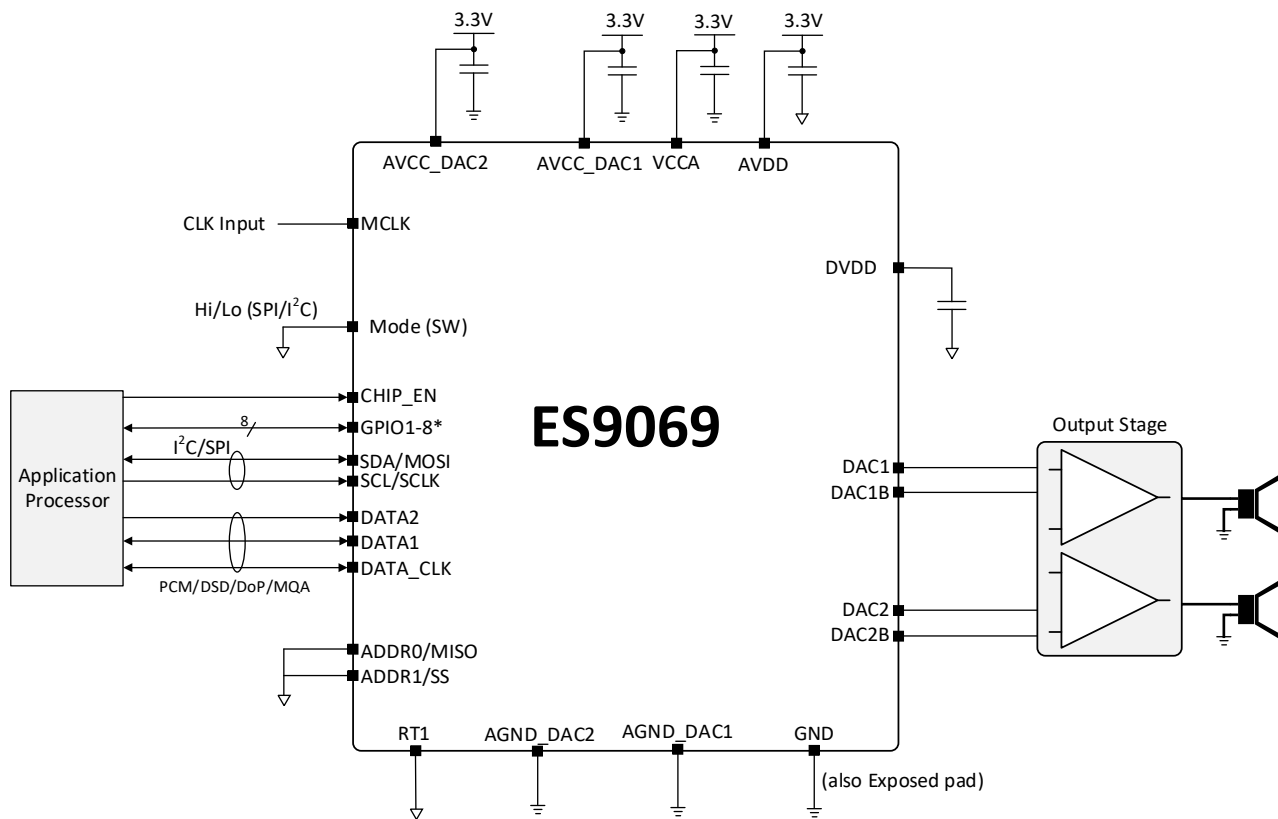 3.3V
3.3V
3.3V
3.3V
AVCC_DAC2
AVCC_DAC1
VCCA
AVDD
CLK Input
MCLK
DVDD
Hi/Lo (SPI/I²C)
Mode (SW)
ES9069
Application
Processor
CHIP_EN
8
GPIO1-8*
I²C/SPI
SDA/MOSI
SCL/SCLK
DATA2
DATA1
DATA_CLK
PCM/DSD/DoP/MQA
Output Stage
DAC1
DAC1B
DAC2
DAC2B
ADDR0/MISO
ADDR1/SS
RT1
AGND_DAC2
AGND_DAC1
GND
(also Exposed pad)